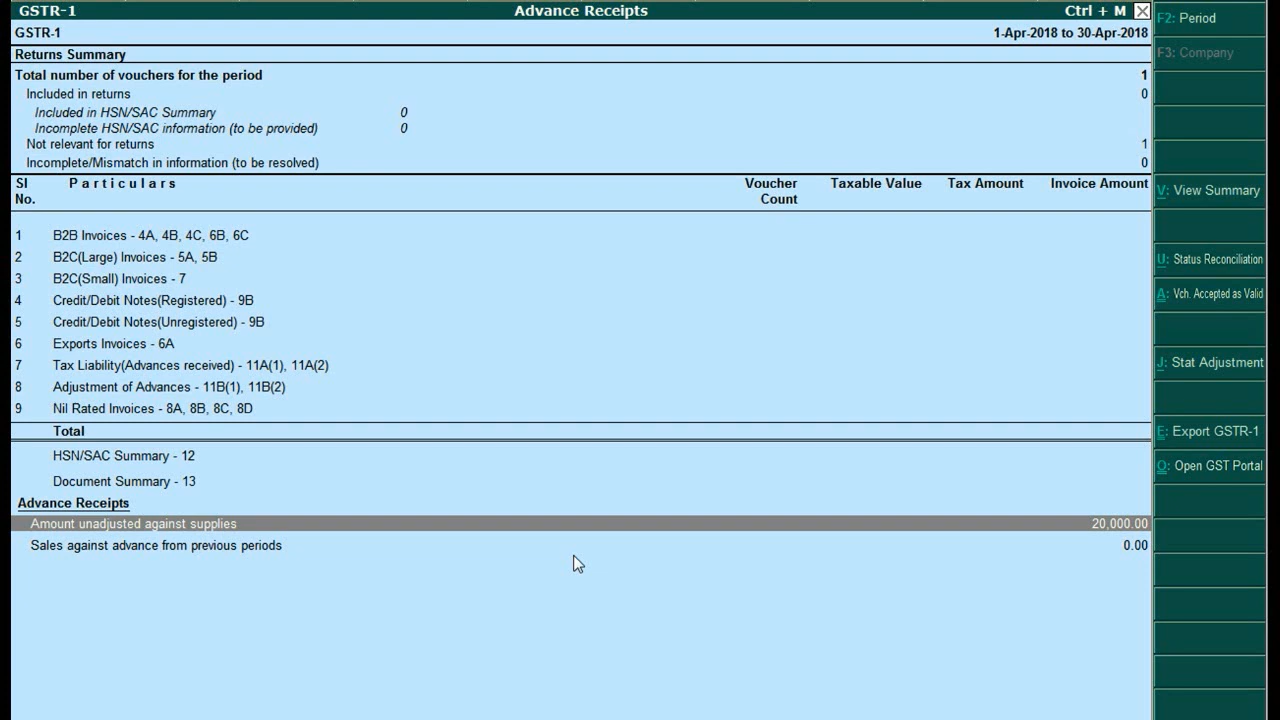 GSTR-1 Advance Receipts Ctrl + M
GSTR-1 1-Apr-2018 to 30-Apr-2018
Returns Summary
Total number of vouchers for the period 1
Included in returns 0
Included in HSN/SAC Summary 0
Incomplete HSN/SAC information (to be provided) 0
Not relevant for returns 1
Incomplete/Mismatch in information (to be resolved) 0
Sl Particulars Voucher Taxable Value Tax Amount Invoice Amount
No. Count
1 B2B Invoices - 4A, 4B, 4C, 6B, 6C
2 B2C(Large) Invoices - 5A, 5B
3 B2C(Small) Invoices - 7
4 Credit/Debit Notes(Registered) - 9B
5 Credit/Debit Notes(Unregistered) - 9B
6 Exports Invoices - 6A
7 Tax Liability(Advances received) - 11A(1), 11A(2)
8 Adjustment of Advances - 11B(1), 11B(2)
9 Nil Rated Invoices - 8A, 8B, 8C, 8D
Total
HSN/SAC Summary - 12
Document Summary - 13
Advance Receipts
Amount unadjusted against supplies 20,000.00
Sales against advance from previous periods 0.00
F2: Period
F3: Company
V: View Summary
U: Status Reconciliation
A: Vch. Accepted as Valid
J: Stat Adjustment
E: Export GSTR-1
O: Open GST Portal